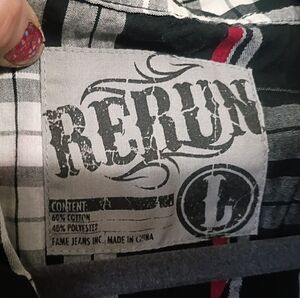 RERUN
CONTENT:
60% COTTON
40% POLYESTER
FAME JEANS INC., MADE IN CHINA
L